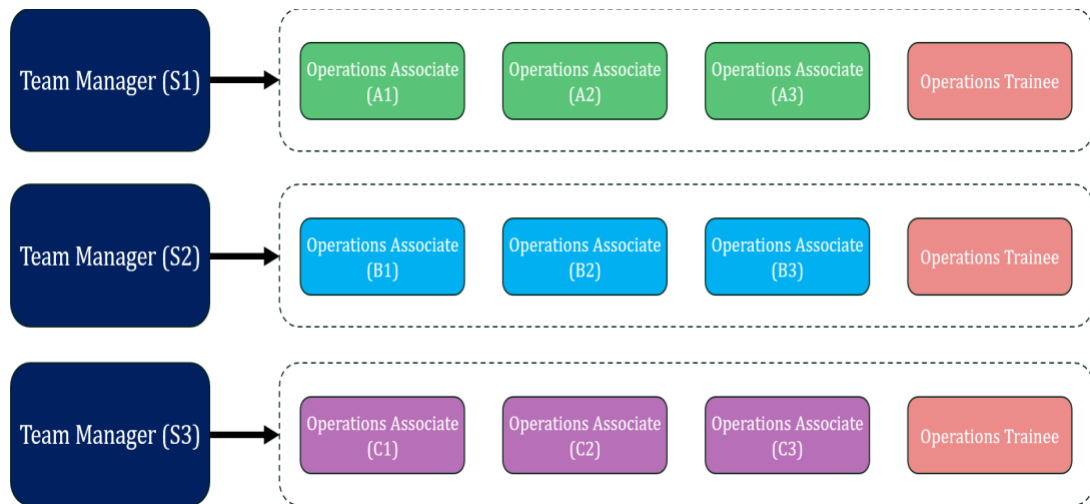 Team Manager (S1)
Operations Associate
(A1)
Operations Associate
(A2)
Operations Associate
(A3)
Operations Trainee
Team Manager (S2)
Operations Associate
(B1)
Operations Associate
(B2)
Operations Associate
(B3)
Operations Trainee
Team Manager (S3)
Operations Associate
(C1)
Operations Associate
(C2)
Operations Associate
(C3)
Operations Trainee